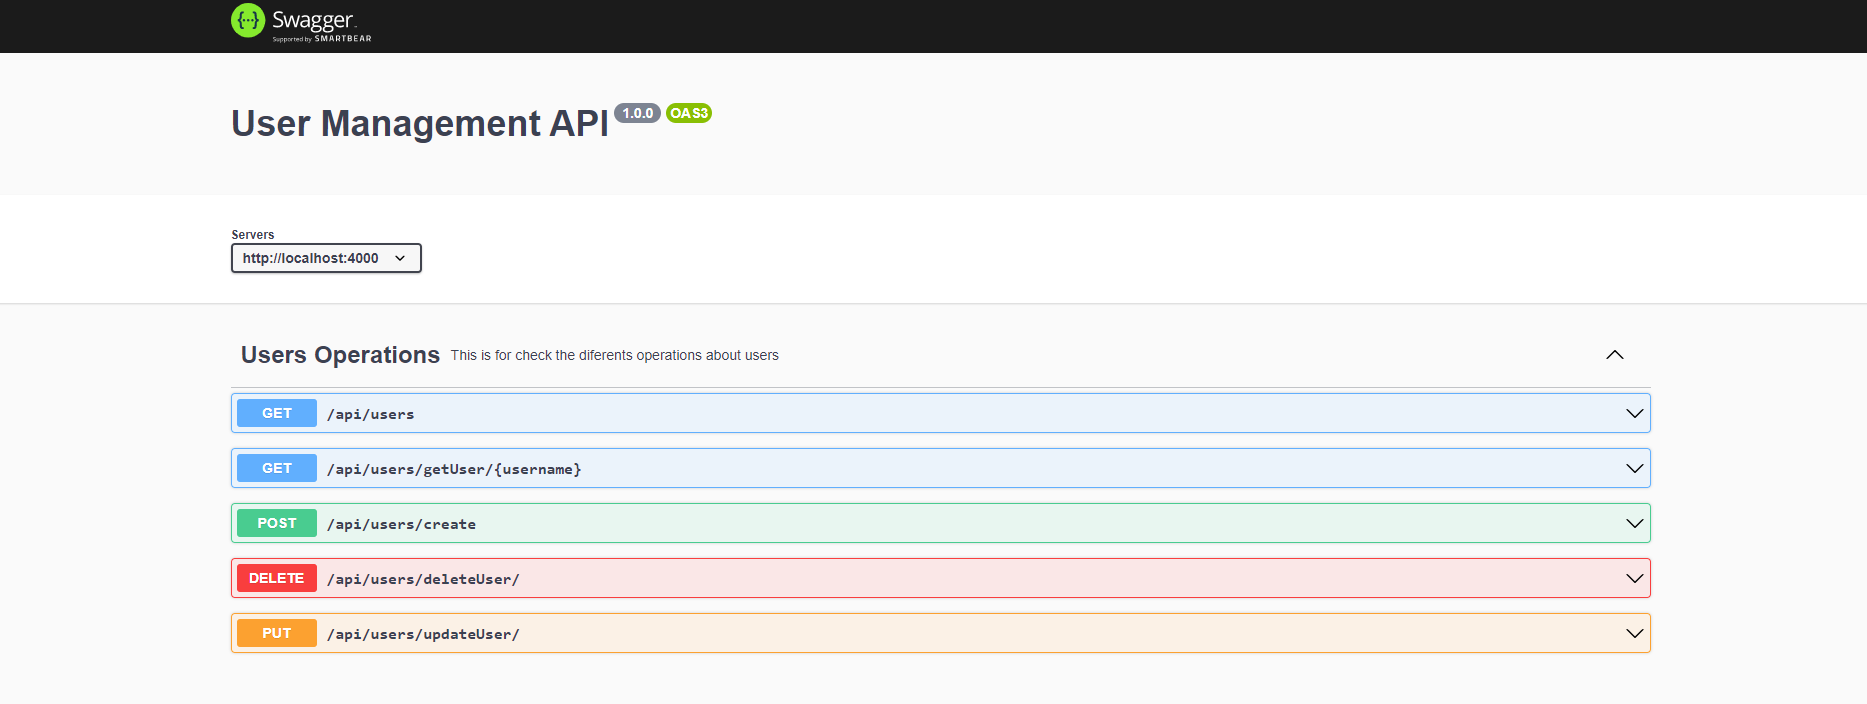 {···} Swagger
Supported by SMARTBEAR
User Management API 1.0.0 OAS3
Servers
http://localhost:4000
Users Operations This is for check the diferents operations about users
GET /api/users
GET /api/users/getUser/{username}
POST /api/users/create
DELETE /api/users/deleteUser/
PUT /api/users/updateUser/